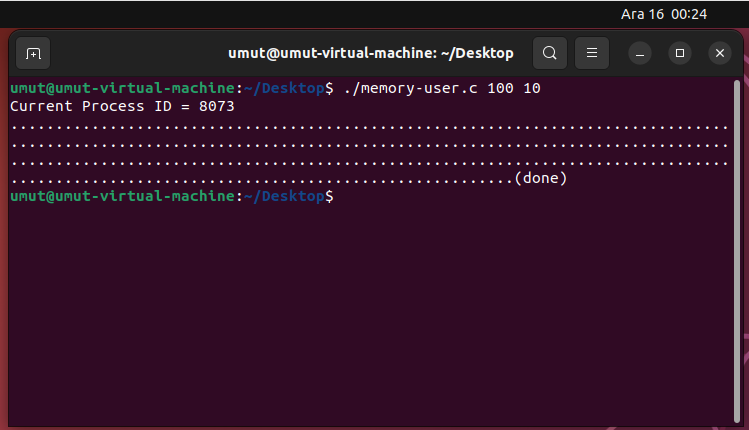 Ara 16 00:24
umut@umut-virtual-machine: ~/Desktop
umut@umut-virtual-machine:~/Desktop$ ./memory-user.c 100 10
Current Process ID = 8073
................................................................................
................................................................................
................................................................................
........................................................(done)
umut@umut-virtual-machine:~/Desktop$